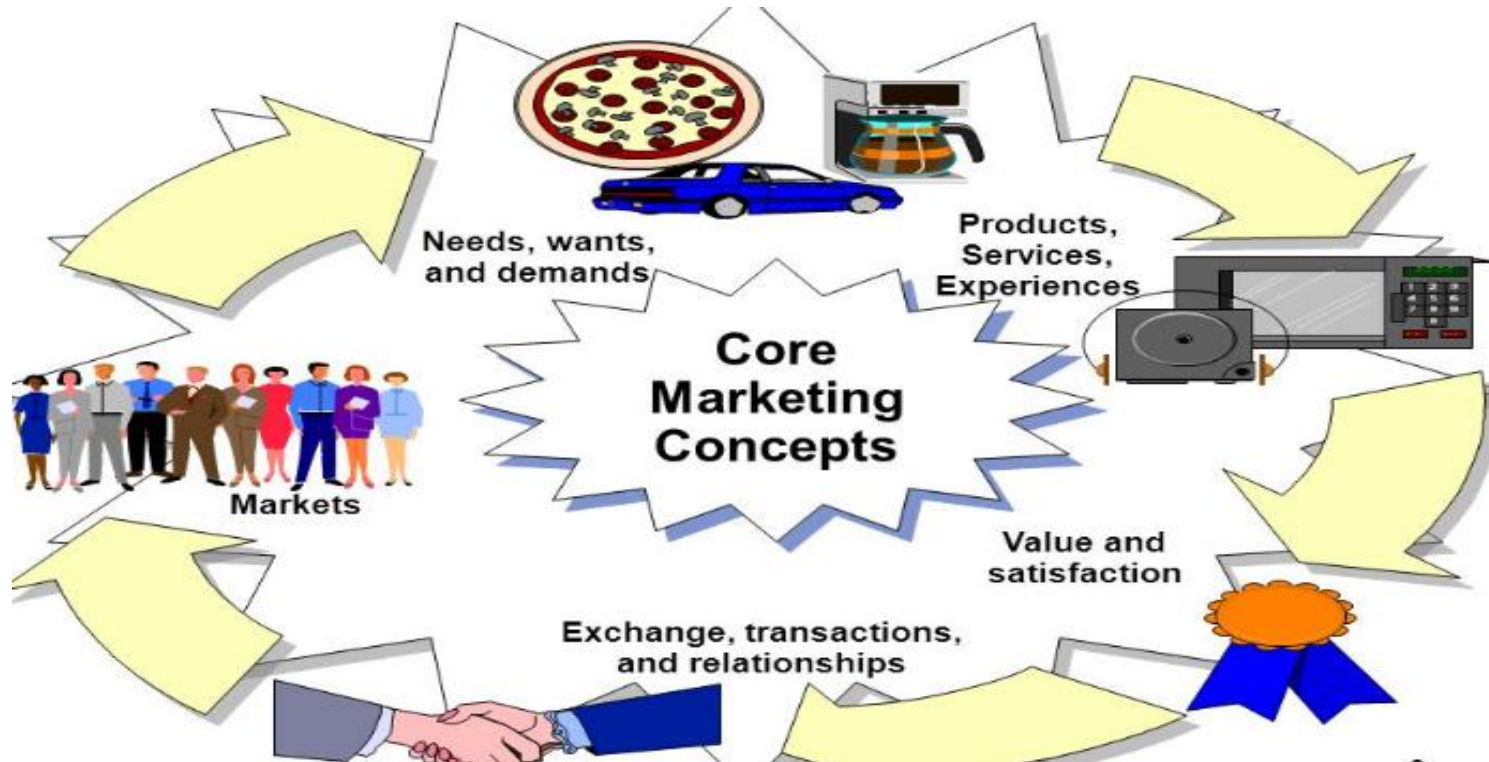 Needs, wants,
and demands
Products,
Services,
Experiences
Core
Marketing
Concepts
Value and
satisfaction
Exchange, transactions,
and relationships
Markets